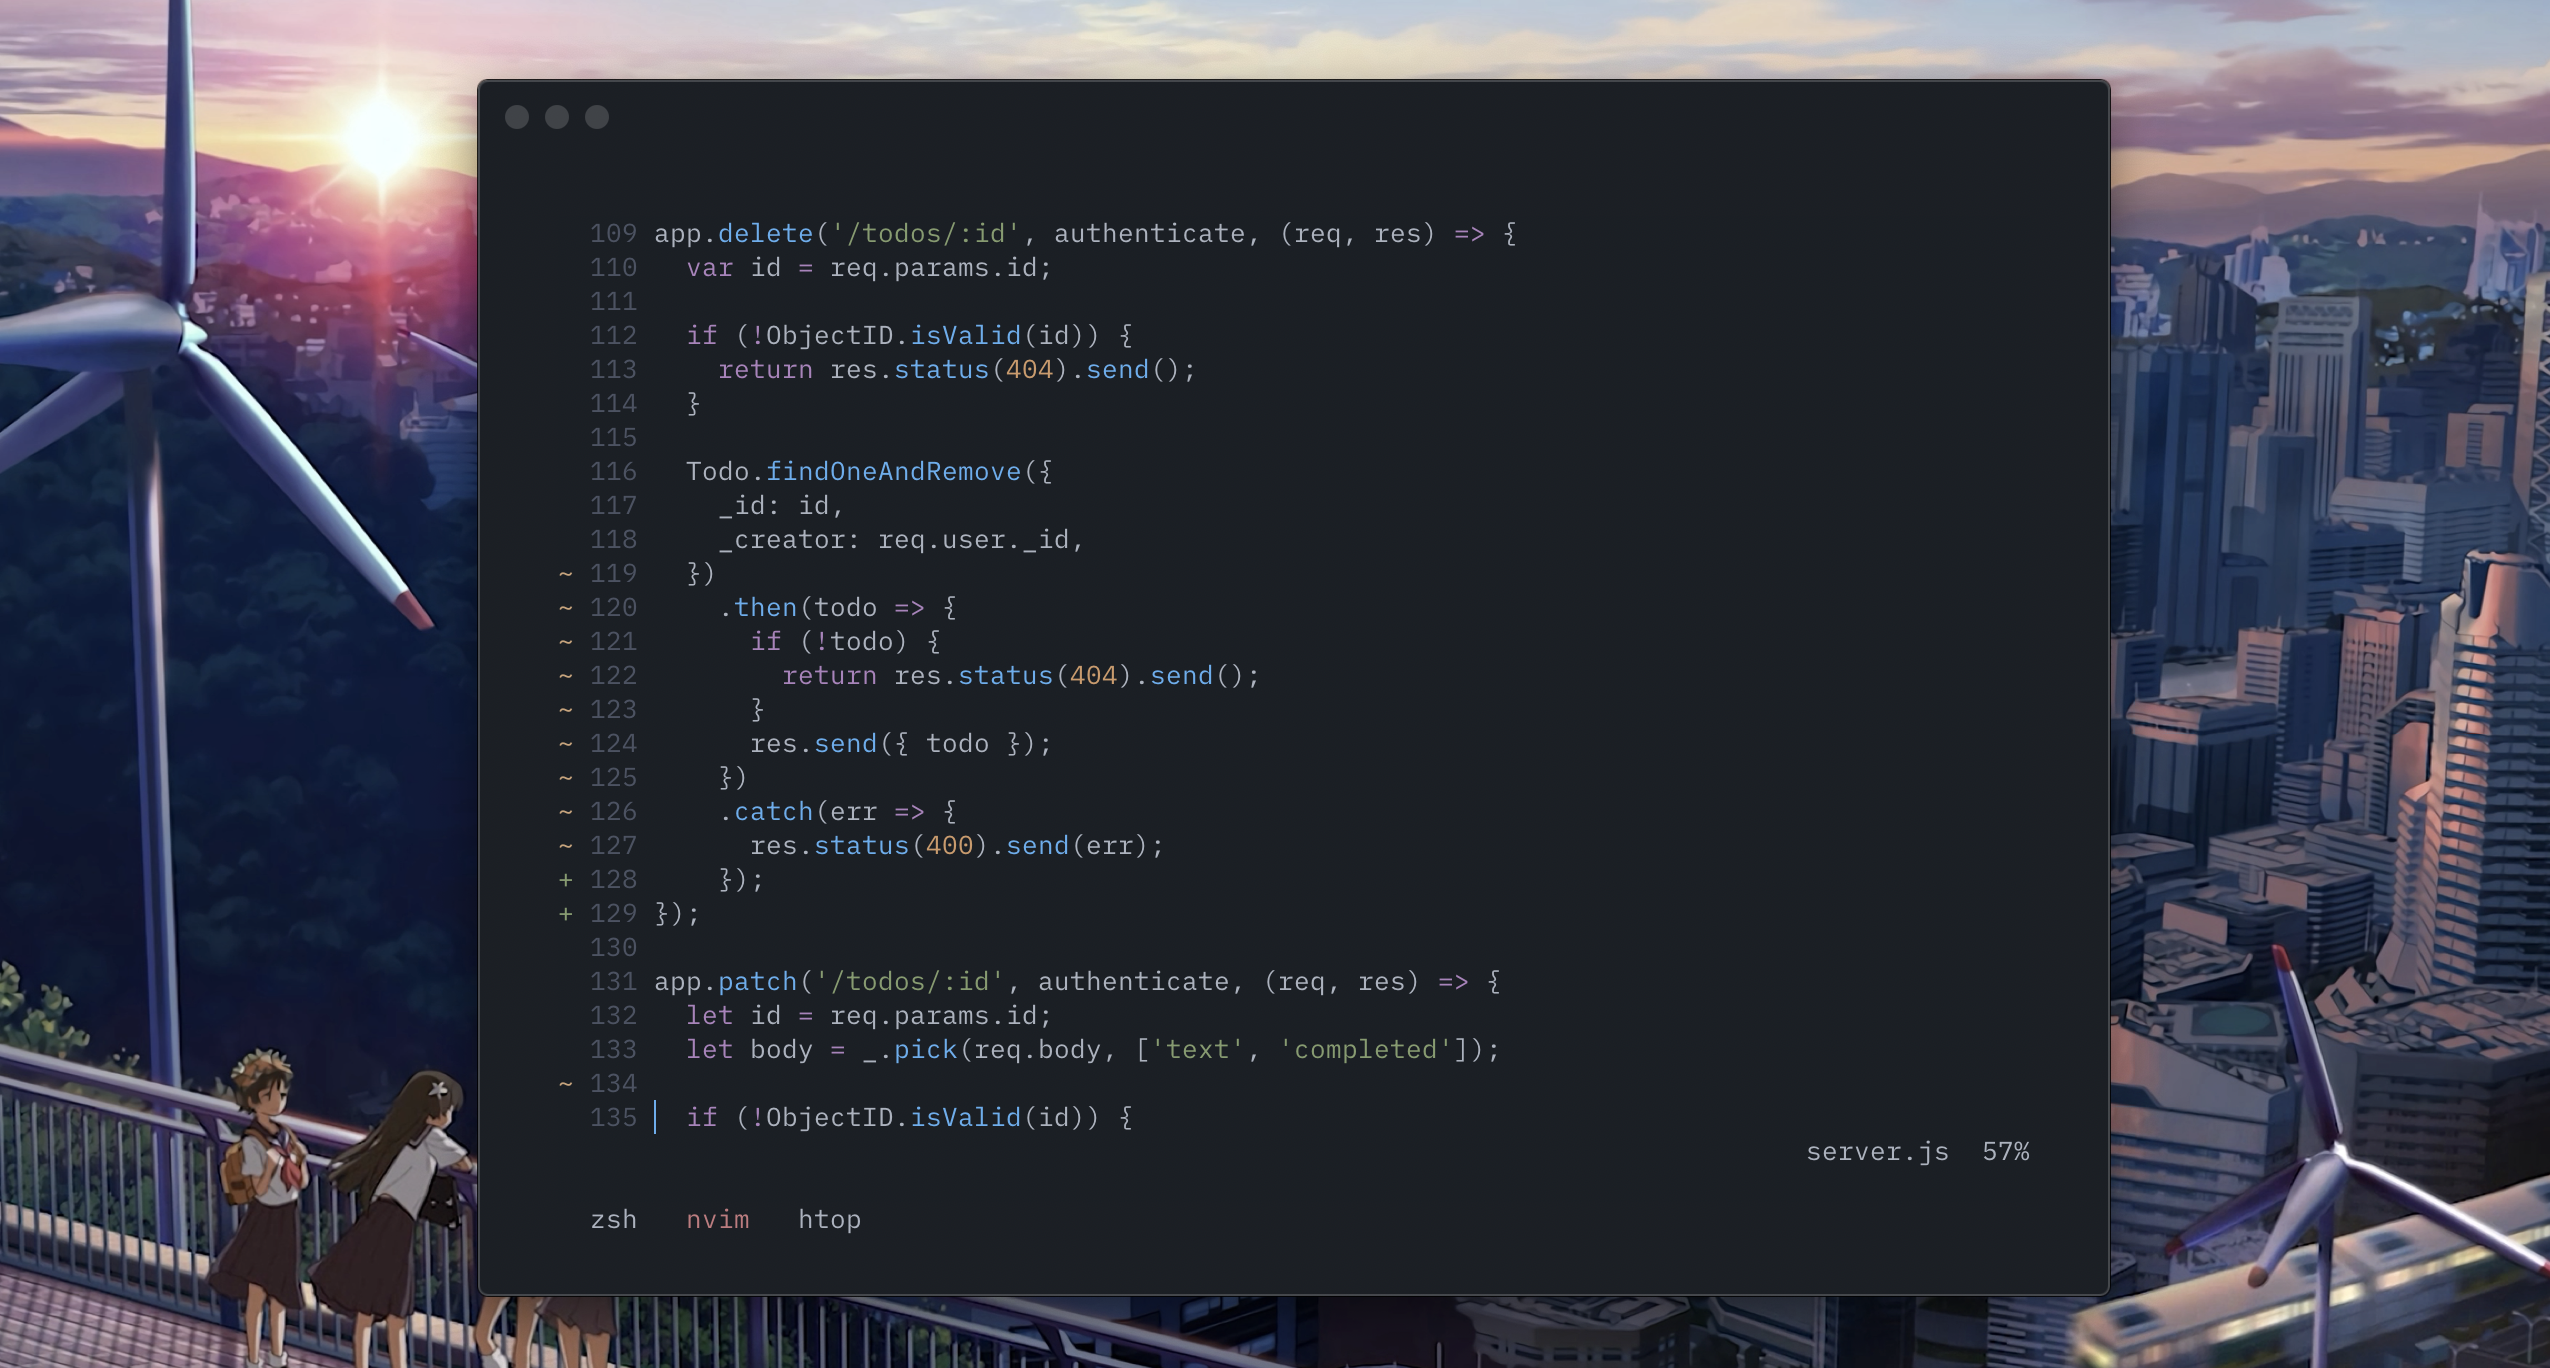 109 app.delete('/todos/:id', authenticate, (req, res) => {
110   var id = req.params.id;
111
112   if (!ObjectID.isValid(id)) {
113     return res.status(404).send();
114   }
115
116   Todo.findOneAndRemove({
117     _id: id,
118     _creator: req.user._id,
~ 119   })
~ 120     .then(todo => {
~ 121       if (!todo) {
~ 122         return res.status(404).send();
~ 123       }
~ 124       res.send({ todo });
~ 125     })
~ 126     .catch(err => {
~ 127       res.status(400).send(err);
+ 128     });
+ 129 });
130
131 app.patch('/todos/:id', authenticate, (req, res) => {
132   let id = req.params.id;
133   let body = _.pick(req.body, ['text', 'completed']);
~ 134
135   if (!ObjectID.isValid(id)) {
server.js  57%
zsh   nvim   htop